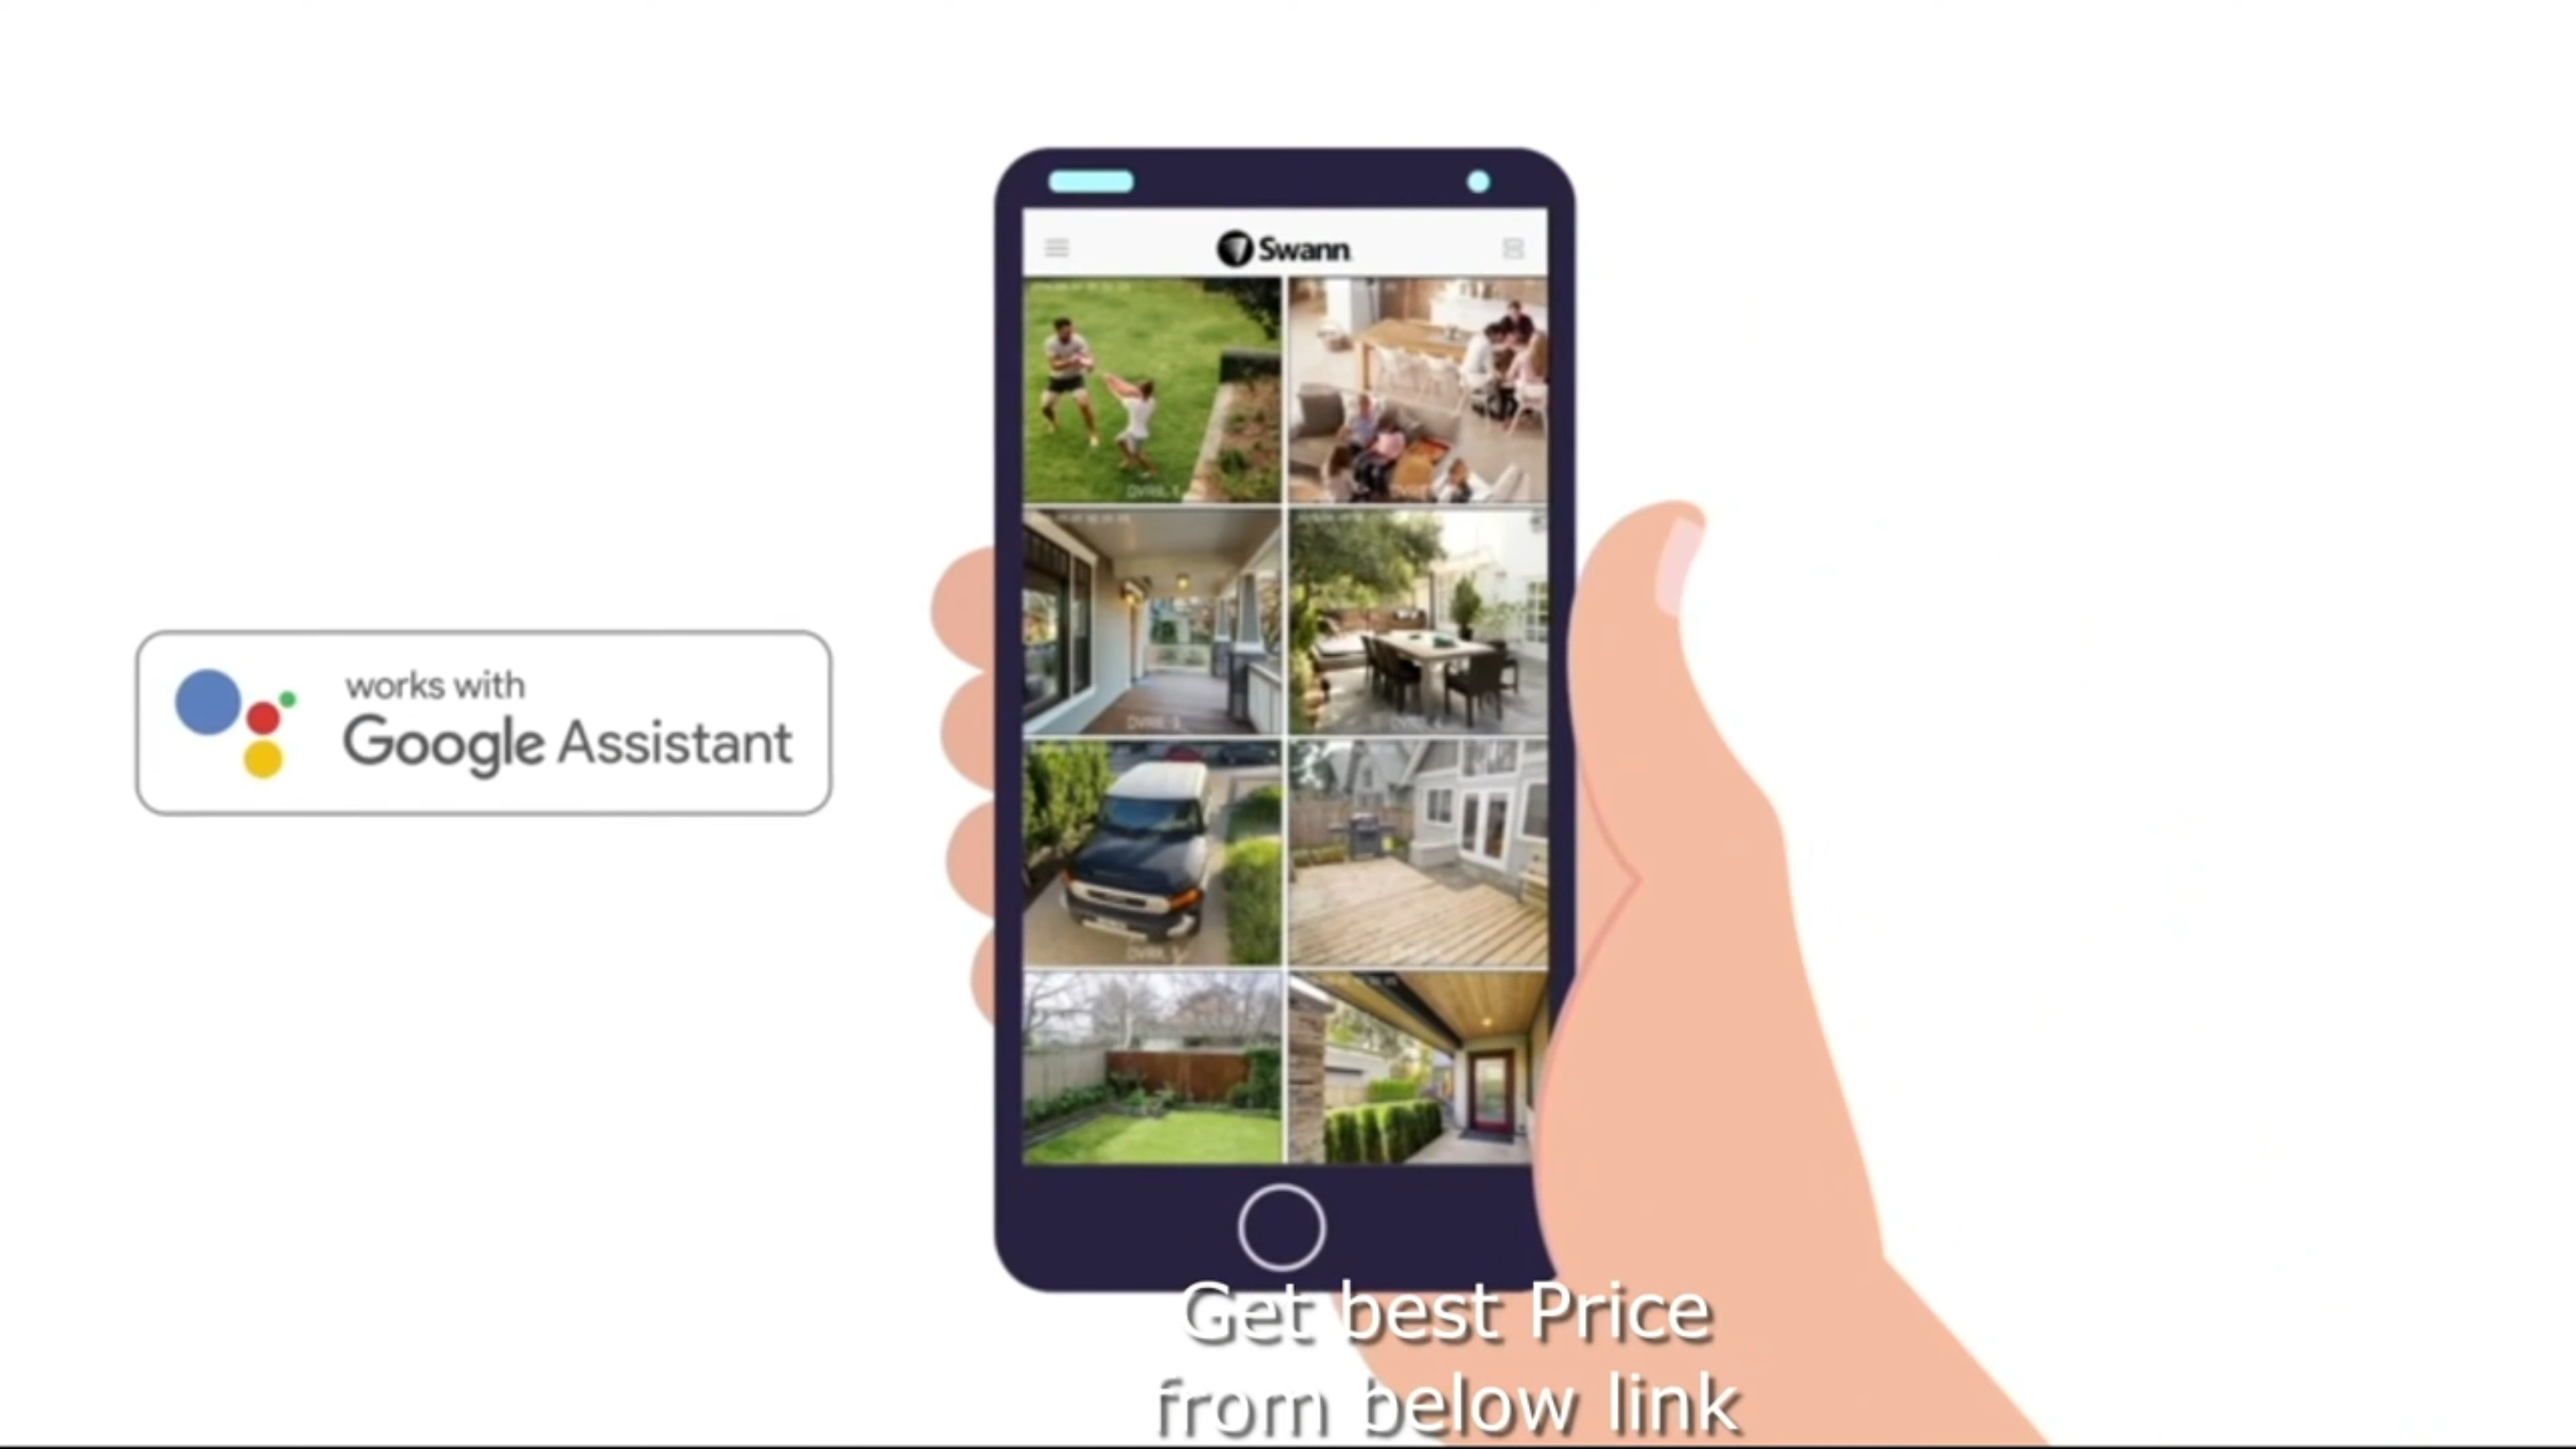 Swann
works with
Google Assistant
Get best Price
from below link